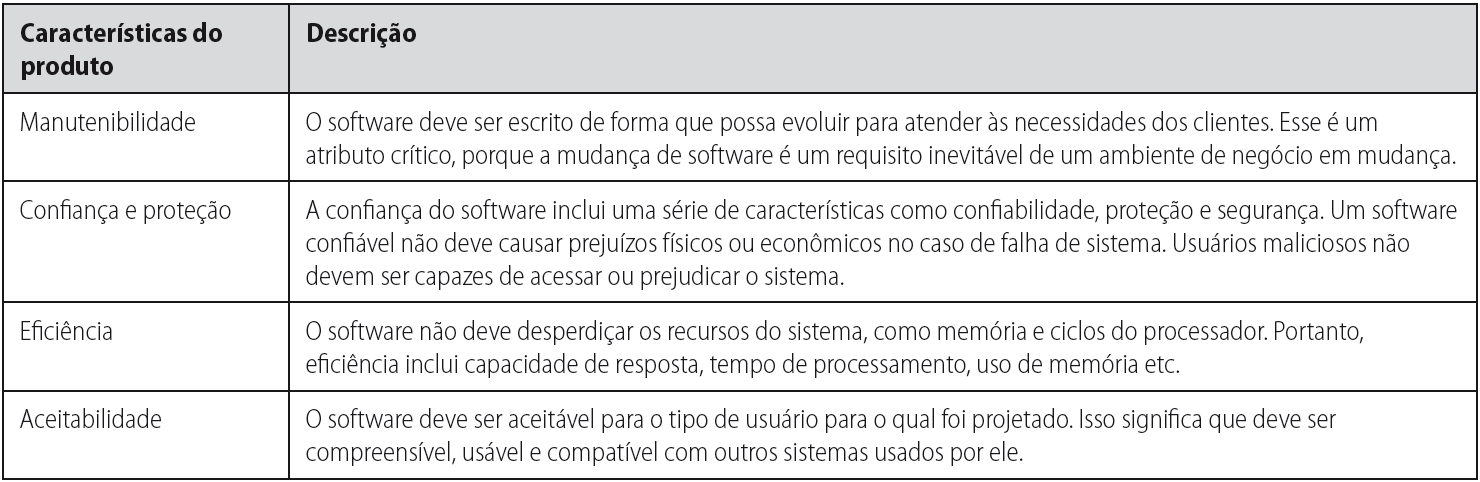 Características do
produto
Descrição
Manutenibilidade
O software deve ser escrito de forma que possa evoluir para atender às necessidades dos clientes. Esse é um
atributo crítico, porque a mudança de software é um requisito inevitável de um ambiente de negócio em mudança.
Confiança e proteção
A confiança do software inclui uma série de características como confiabilidade, proteção e segurança. Um software
confiável não deve causar prejuízos físicos ou econômicos no caso de falha de sistema. Usuários maliciosos não
devem ser capazes de acessar ou prejudicar o sistema.
Eficiência
O software não deve desperdiçar os recursos do sistema, como memória e ciclos do processador. Portanto,
eficiência inclui capacidade de resposta, tempo de processamento, uso de memória etc.
Aceitabilidade
O software deve ser aceitável para o tipo de usuário para o qual foi projetado. Isso significa que deve ser
compreensível, usável e compatível com outros sistemas usados por ele.